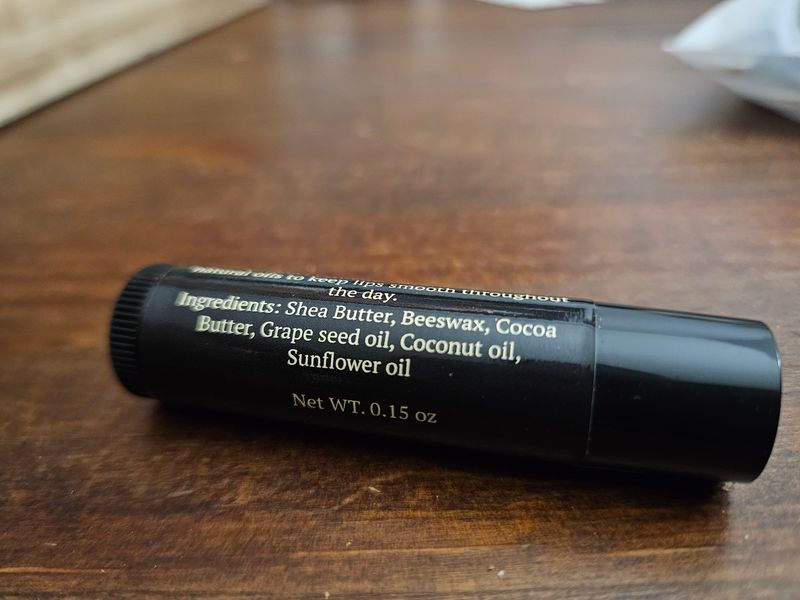 natural oils to keep lips smooth throughout
the day.
Ingredients: Shea Butter, Beeswax, Cocoa
Butter, Grape seed oil, Coconut oil,
Sunflower oil
Net WT. 0.15 oz